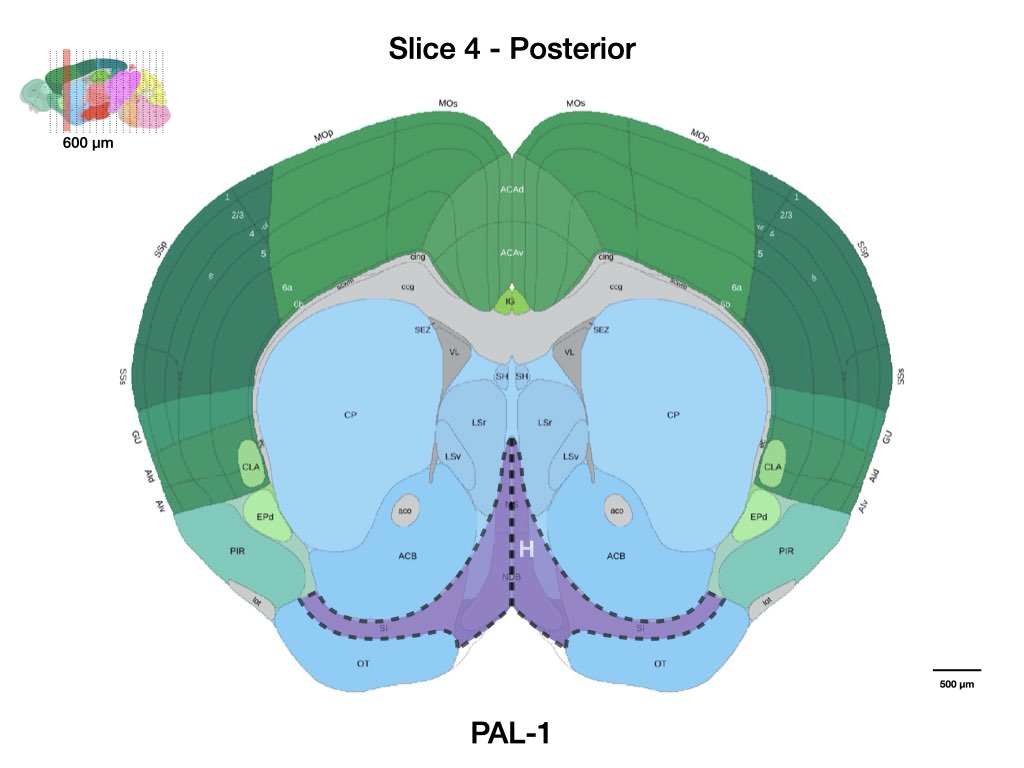 Slice 4 - Posterior
600 µm
MOs
MOs
MOp
MOp
ACAd
1
1
2/3
2/3
4
4
SSp
SSp
5
5
ACAv
cing
cing
ccg
ccg
6a
6a
6b
6b
IG
SEZ
SEZ
VL
VL
SH
SH
SSs
SSs
CP
CP
LSr
LSr
GU
GU
LSv
LSv
CLA
CLA
AId
AId
AIv
AIv
aco
aco
EPd
EPd
H
PIR
PIR
ACB
ACB
NDB
lot
lot
SI
SI
OT
OT
500 µm
PAL-1